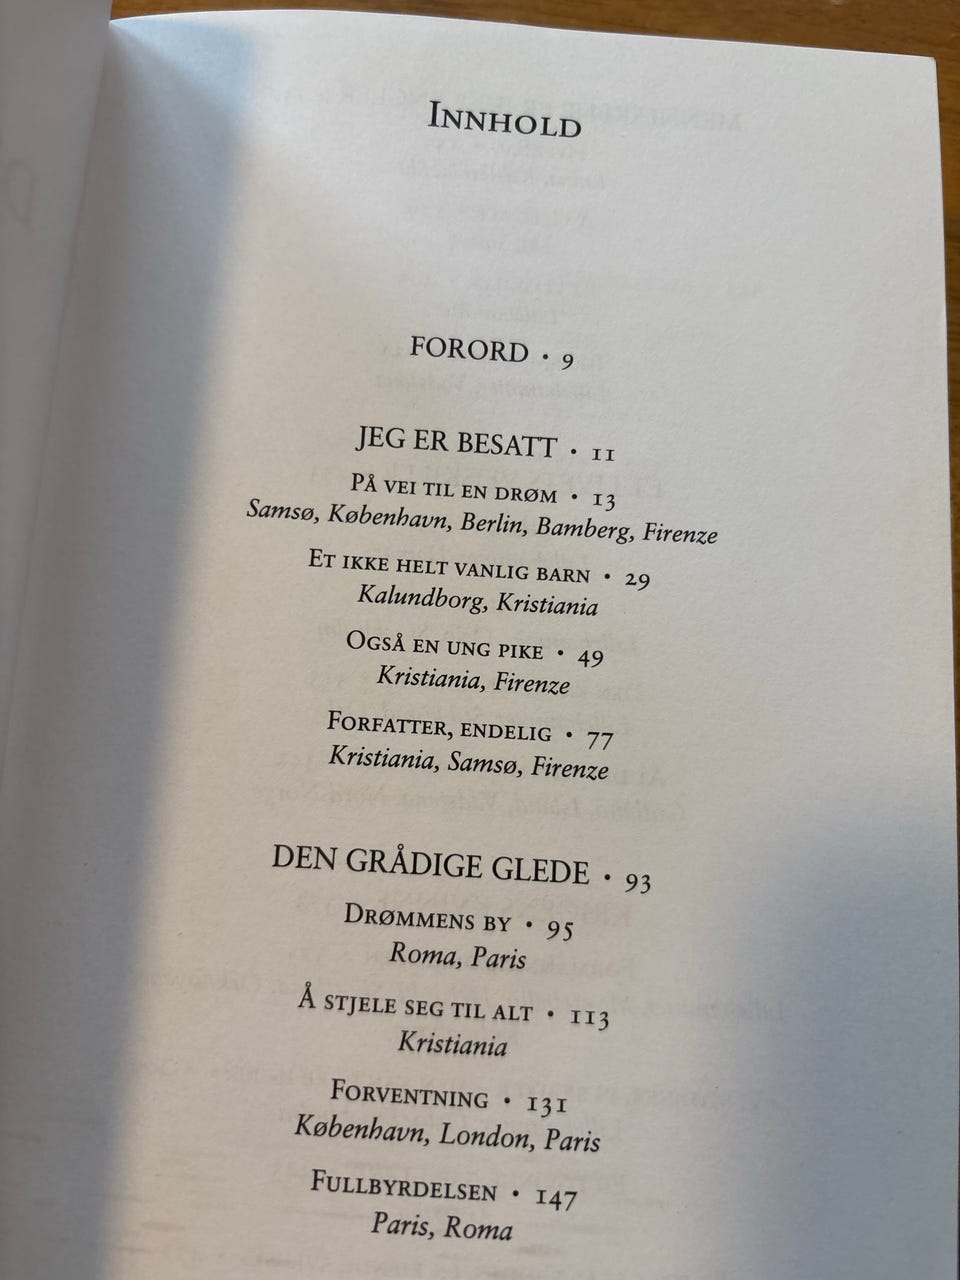 INNHOLD
FORORD · 9
JEG ER BESATT · 11
PÅ VEI TIL EN DRØM · 13
Samsø, København, Berlin, Bamberg, Firenze
ET IKKE HELT VANLIG BARN · 29
Kalundborg, Kristiania
OGSÅ EN UNG PIKE · 49
Kristiania, Firenze
FORFATTER, ENDELIG · 77
Kristiania, Samsø, Firenze
DEN GRÅDIGE GLEDE · 93
DRØMMENS BY · 95
Roma, Paris
Å STJELE SEG TIL ALT · 113
Kristiania
FORVENTNING · 131
København, London, Paris
FULLBYRDELSEN · 147
Paris, Roma